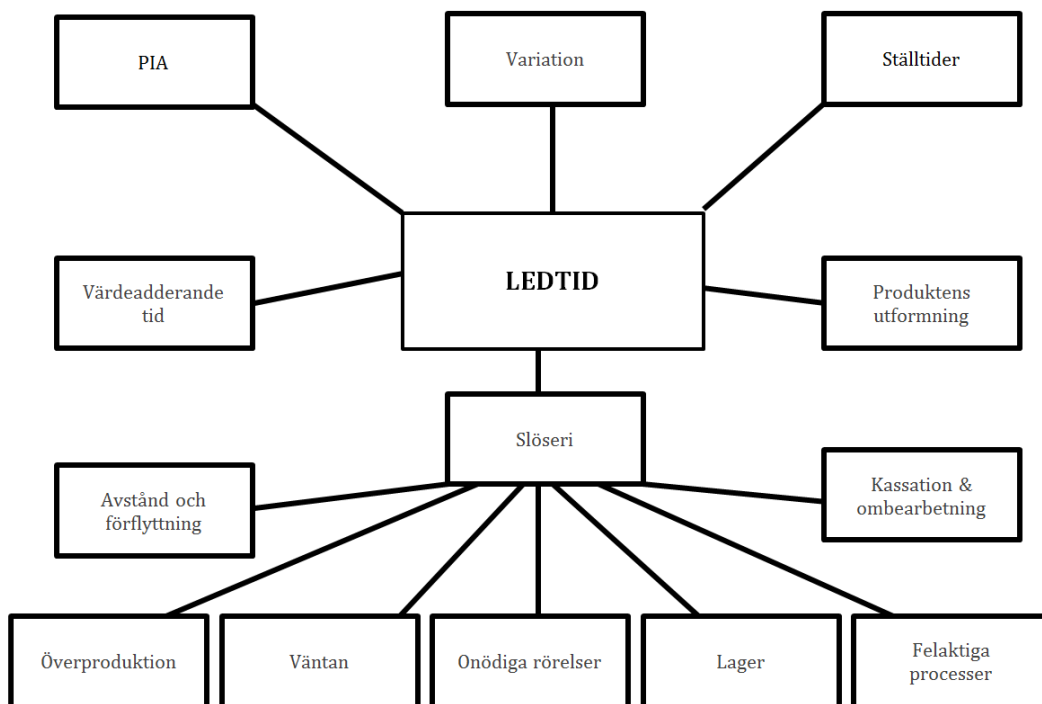 PIA
Variation
Ställtider
Värdeadderande
tid
LEDTID
Produktens
utformning
Slöseri
Avstånd och
förflyttning
Kassation &
ombearbetning
Överproduktion
Väntan
Onödiga rörelser
Lager
Felaktiga
processer